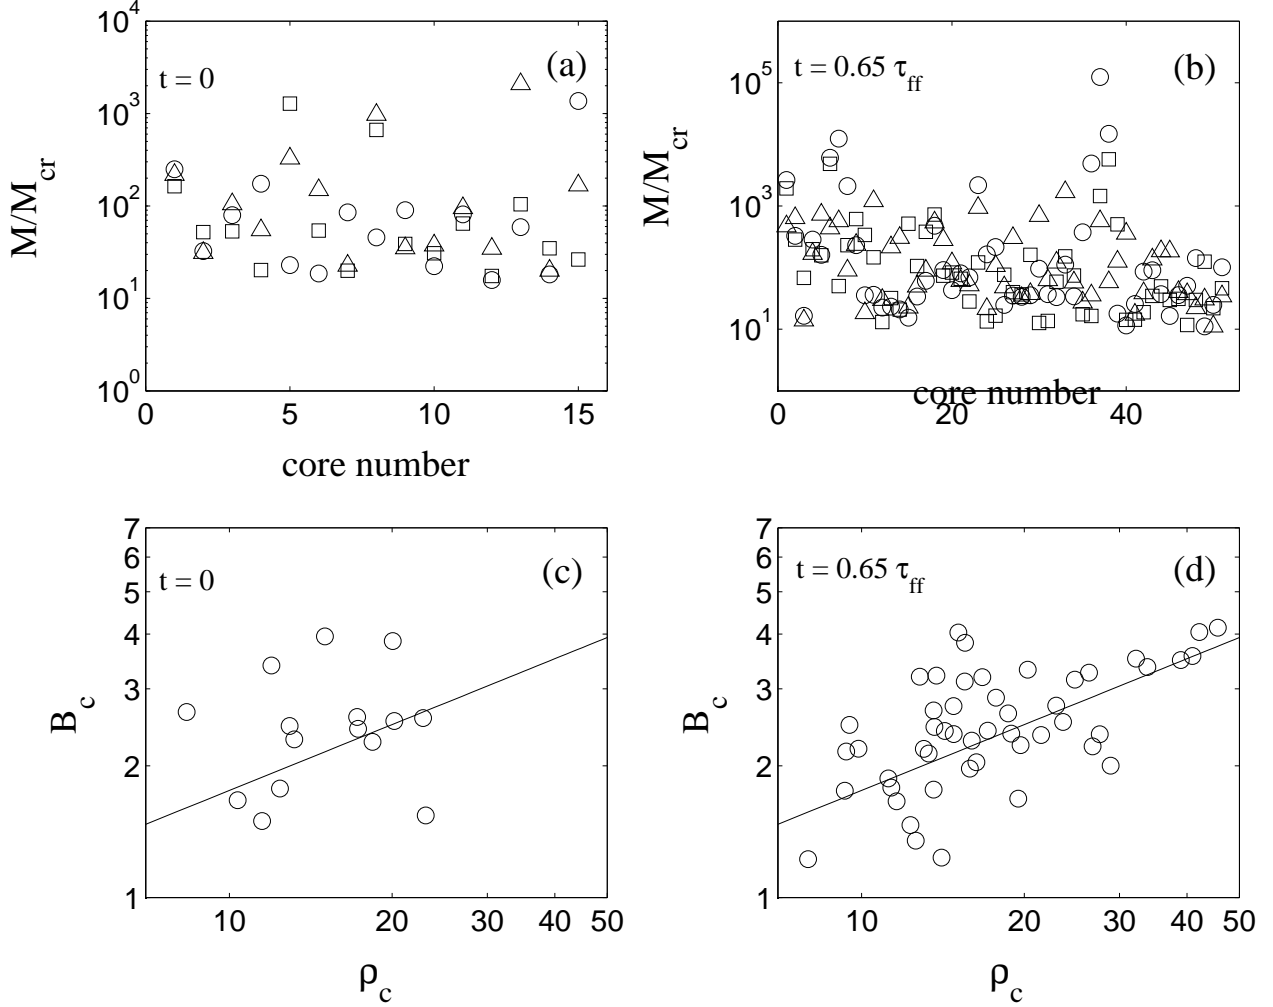 10^4
10^3
10^2
10^1
10^0
M/M_cr
t = 0
(a)
0
5
10
15
core number
10^5
10^3
10^1
M/M_cr
t = 0.65 τ_ff
(b)
0
20
40
core number
7
6
5
4
3
2
1
B_c
t = 0
(c)
10
20
30
40
50
ρ_c
7
6
5
4
3
2
1
B_c
t = 0.65 τ_ff
(d)
10
20
30
40
50
ρ_c